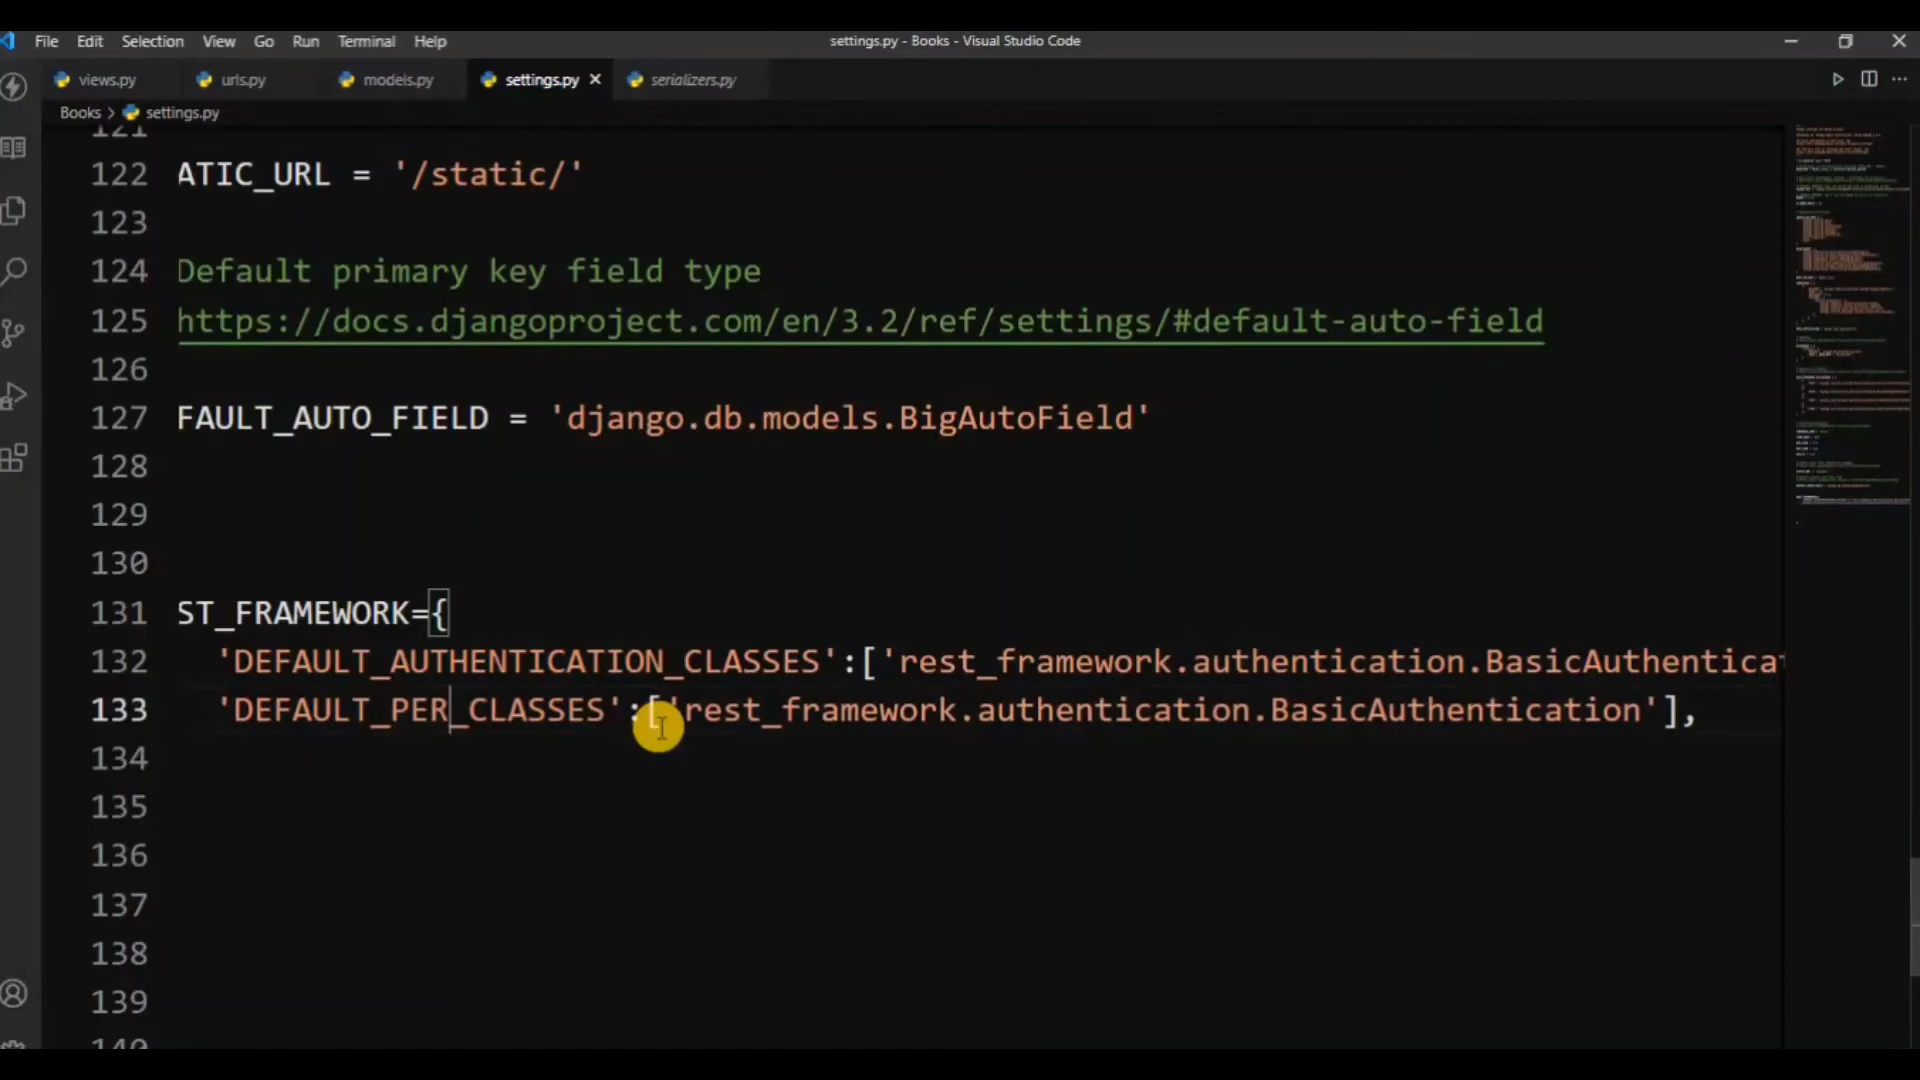 File Edit Selection View Go Run Terminal Help settings.py - Books - Visual Studio Code
views.py urls.py models.py settings.py serializers.py
Books > settings.py
121
122 ATIC_URL = '/static/'
123
124 Default primary key field type
125 https://docs.djangoproject.com/en/3.2/ref/settings/#default-auto-field
126
127 FAULT_AUTO_FIELD = 'django.db.models.BigAutoField'
128
129
130
131 ST_FRAMEWORK={
132 'DEFAULT_AUTHENTICATION_CLASSES':['rest_framework.authentication.BasicAuthenticat
133 'DEFAULT_PER_CLASSES':['rest_framework.authentication.BasicAuthentication'],
134
135
136
137
138
139
140